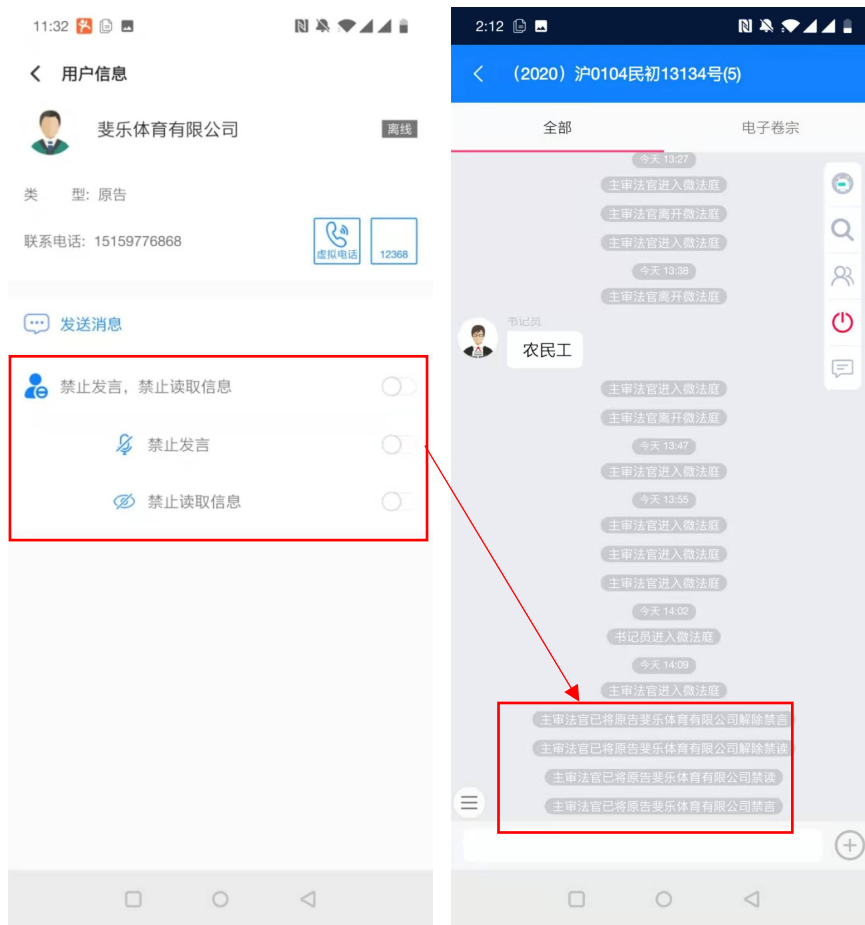 11:32
用户信息
斐乐体育有限公司
离线
类 型: 原告
联系电话: 15159776868
虚拟电话
12368
发送消息
禁止发言，禁止读取信息
禁止发言
禁止读取信息
2:12
（2020）沪0104民初13134号(5)
全部
电子卷宗
今天 13:27
主审法官进入微法庭
主审法官离开微法庭
主审法官进入微法庭
今天 13:38
主审法官离开微法庭
书记员
农民工
主审法官进入微法庭
主审法官离开微法庭
今天 13:47
主审法官进入微法庭
今天 13:55
主审法官进入微法庭
主审法官进入微法庭
主审法官进入微法庭
今天 14:02
书记员进入微法庭
今天 14:09
主审法官进入微法庭
主审法官已将原告斐乐体育有限公司解除禁言
主审法官已将原告斐乐体育有限公司解除禁读
主审法官已将原告斐乐体育有限公司禁读
主审法官已将原告斐乐体育有限公司禁言